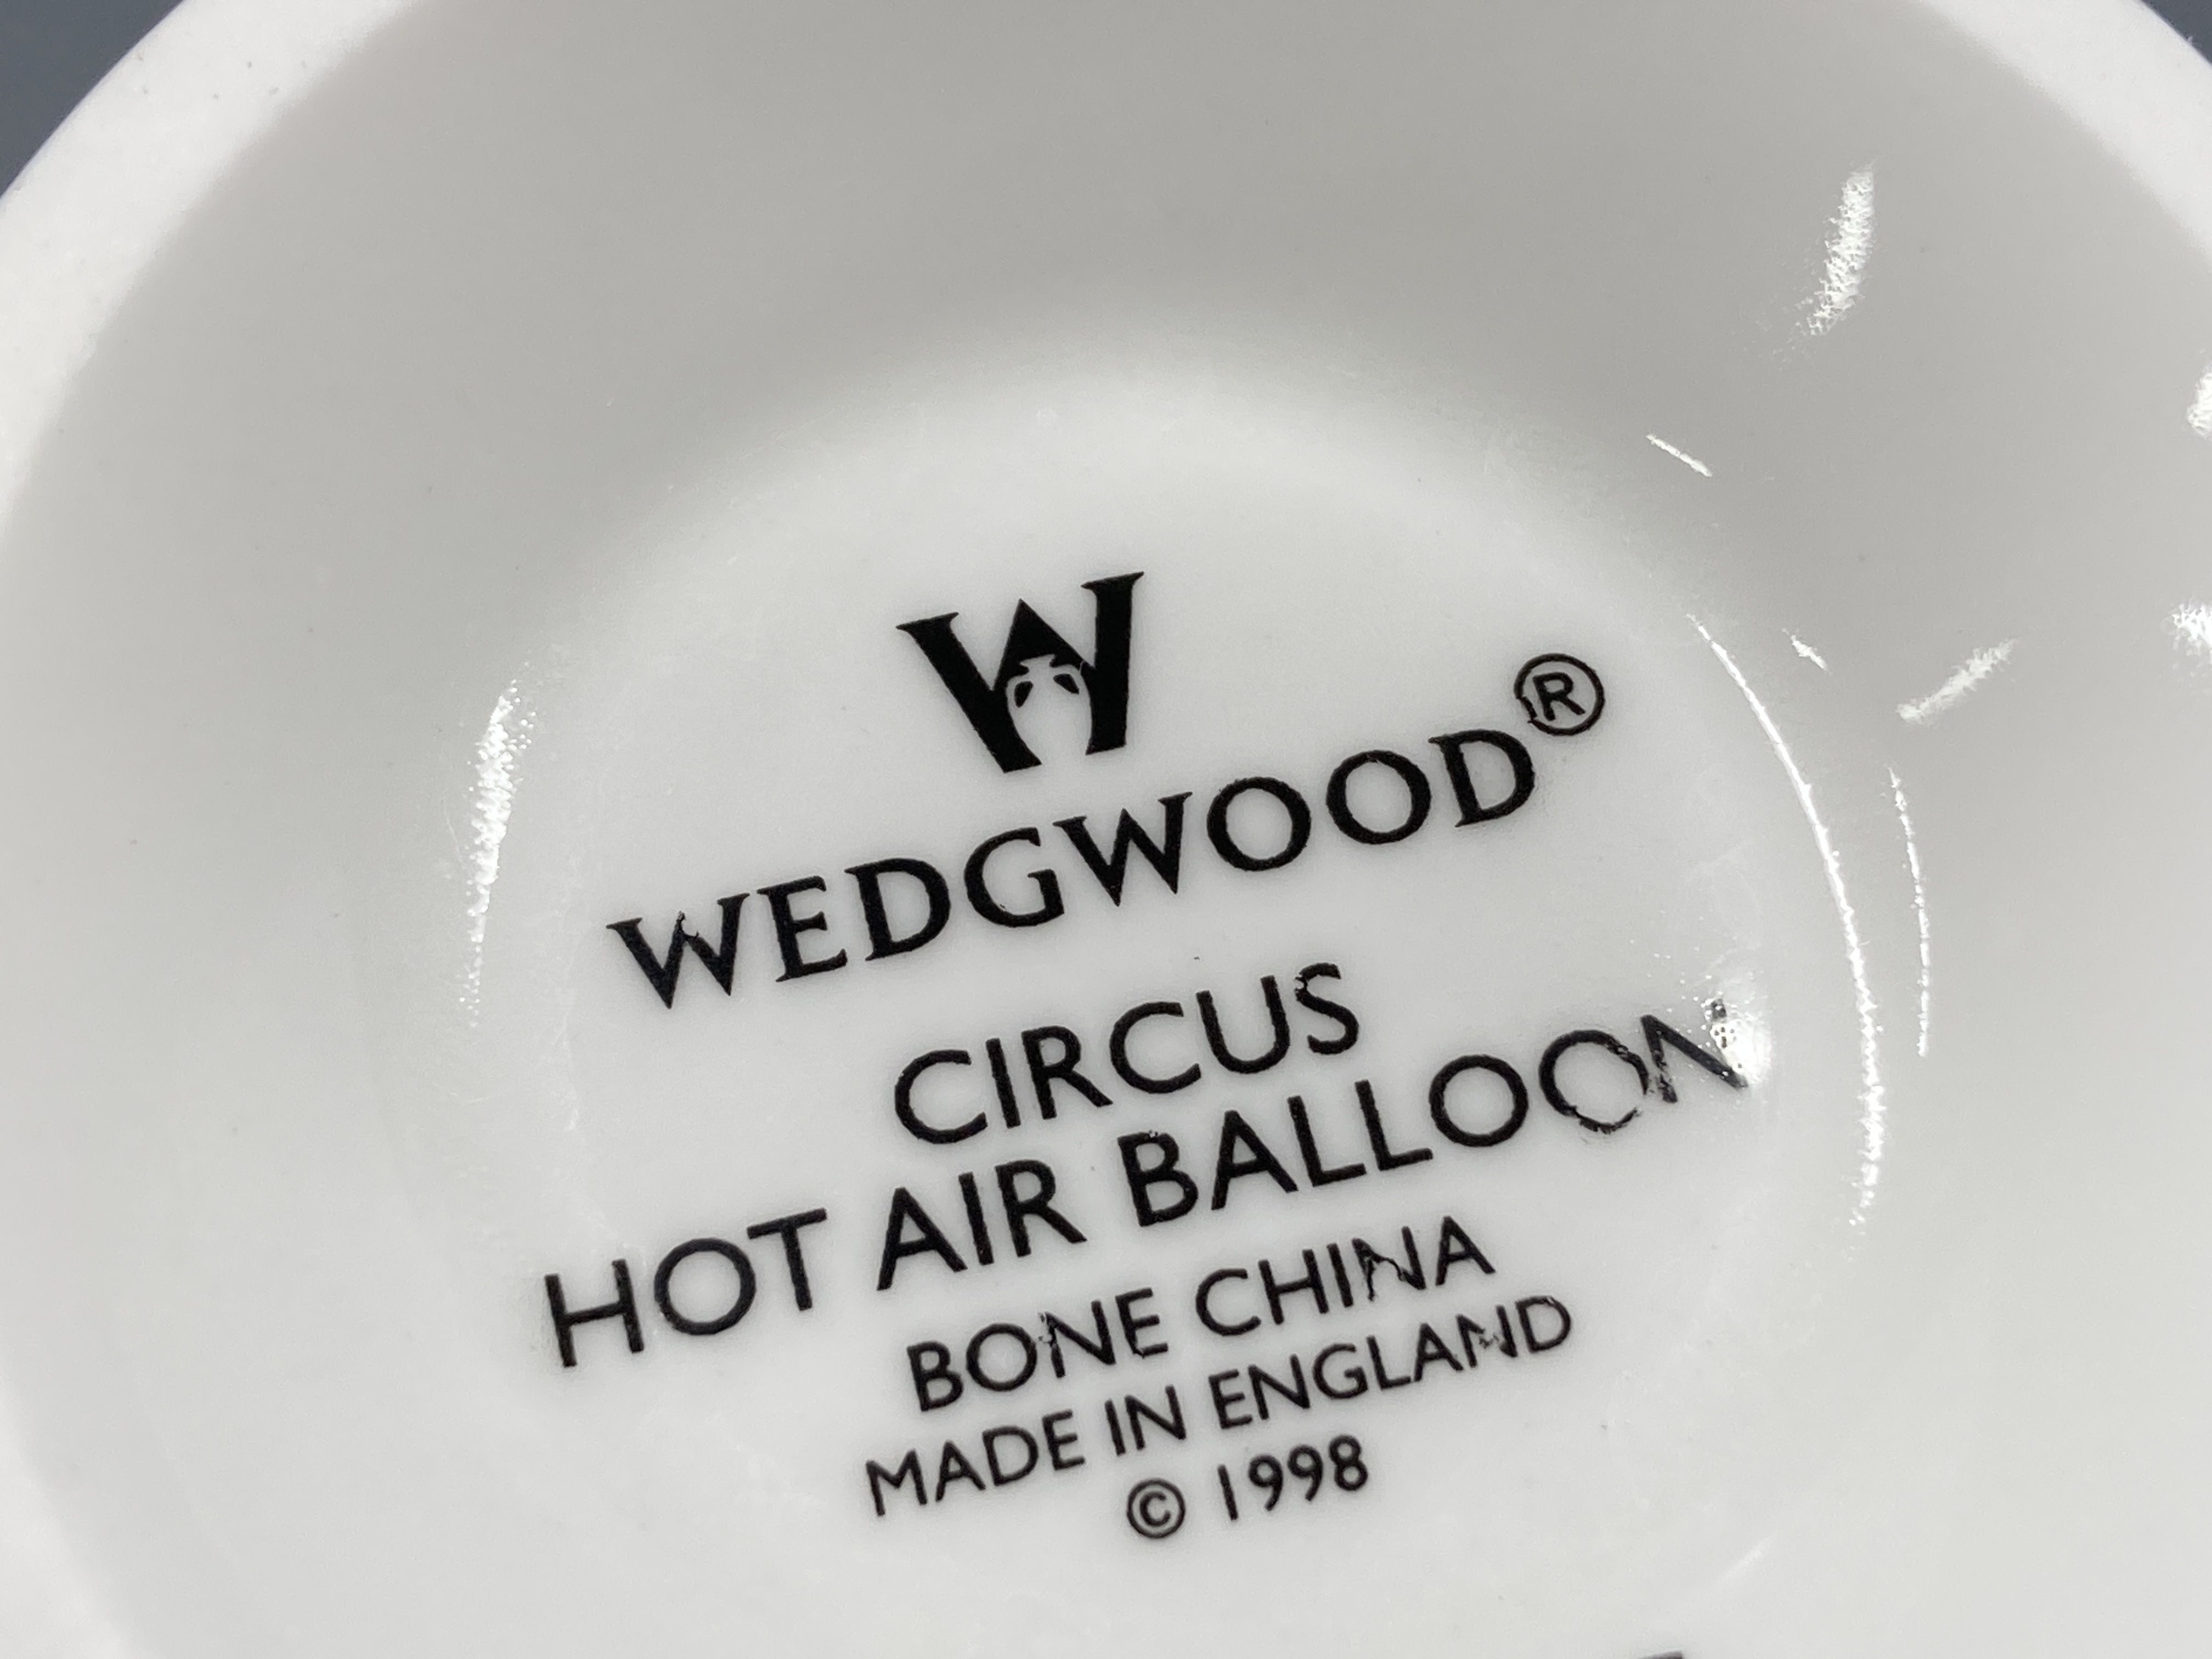 W
WEDGWOOD®
CIRCUS
HOT AIR BALLOON
BONE CHINA
MADE IN ENGLAND
© 1998